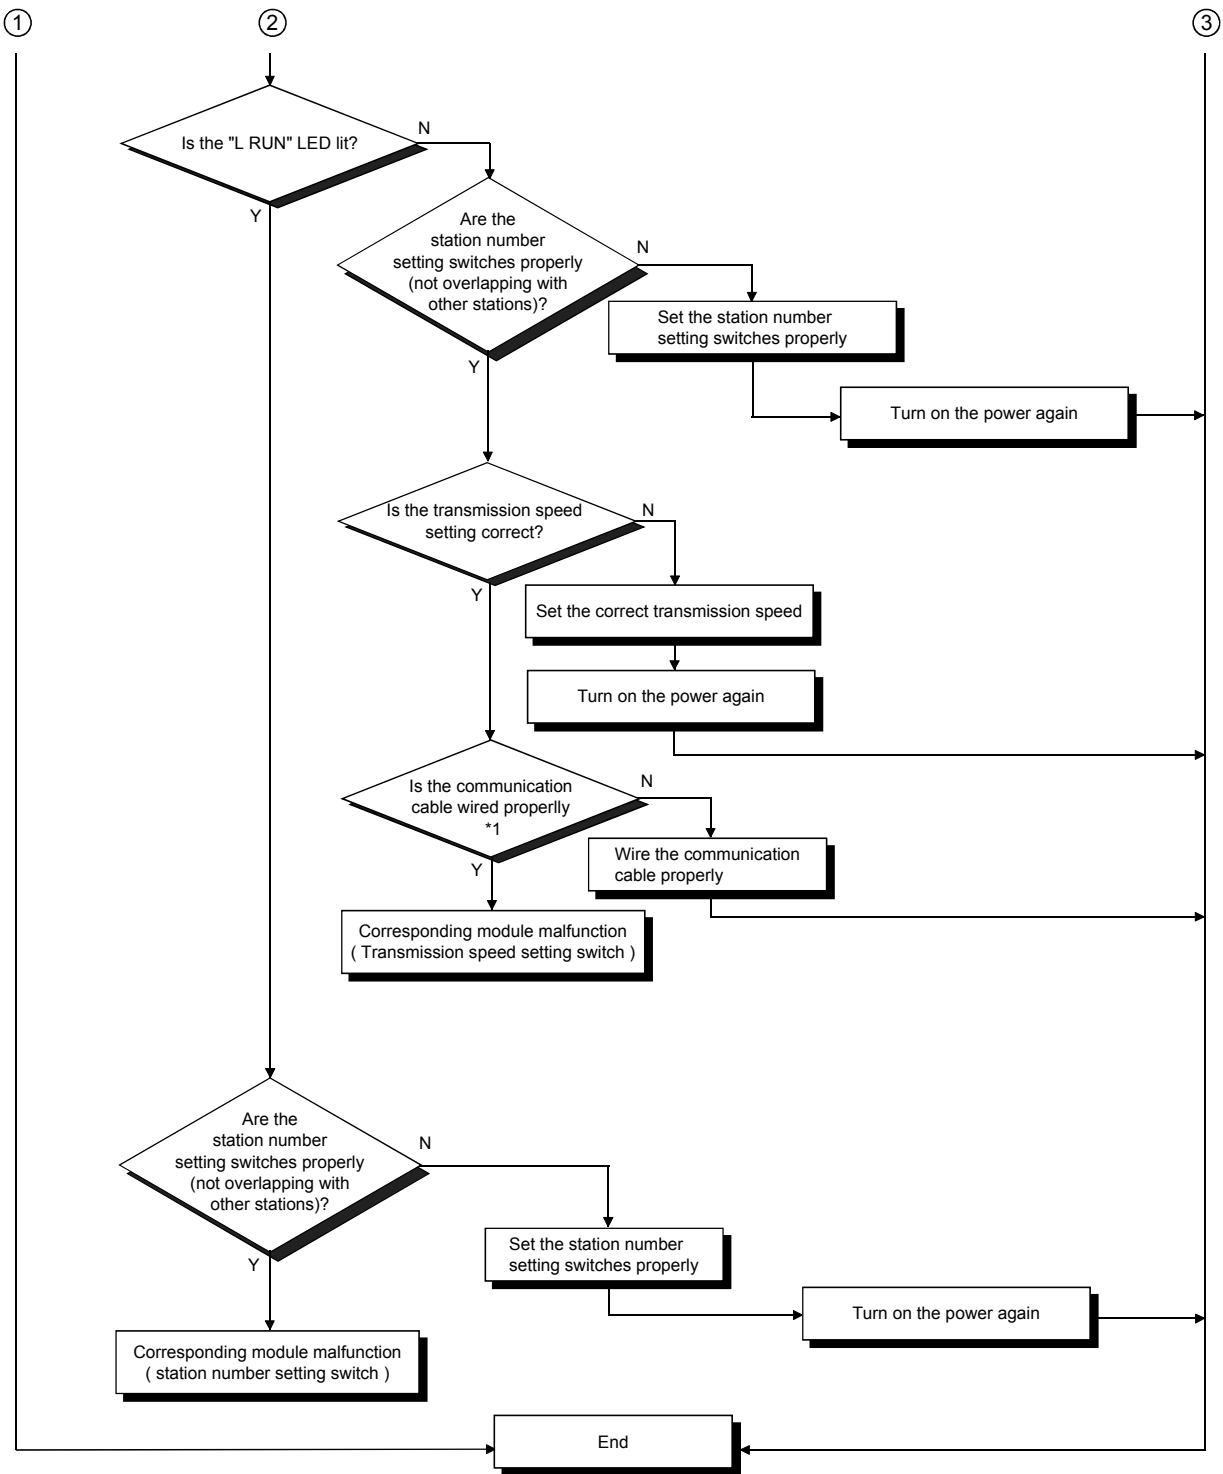 1
2
3
Is the "L RUN" LED lit?
N
Y
Are the
station number
setting switches properly
(not overlapping with
other stations)?
N
Y
Set the station number
setting switches properly
Turn on the power again
Is the transmission speed
setting correct?
N
Y
Set the correct transmission speed
Turn on the power again
Is the communication
cable wired properlly
*1
N
Y
Wire the communication
cable properly
Corresponding module malfunction
( Transmission speed setting switch )
Are the
station number
setting switches properly
(not overlapping with
other stations)?
N
Y
Set the station number
setting switches properly
Turn on the power again
Corresponding module malfunction
( station number setting switch )
End